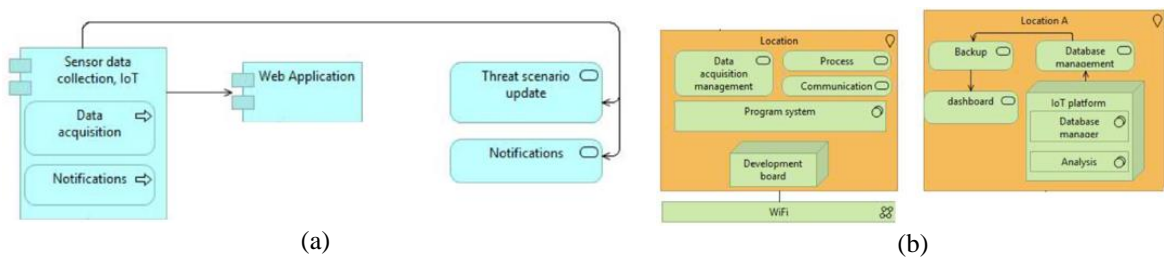 Sensor data
collection, IoT
Data
acquisition
Notifications
Web Application
Threat scenario
update
Notifications
(a)
Location
Data
acquisition
management
Process
Communication
Program system
Development
board
WiFi
Location A
Backup
Database
management
dashboard
IoT platform
Database
manager
Analysis
(b)